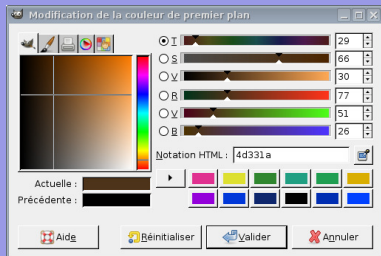 Modification de la couleur de premier plan
T 29
S 66
V 30
R 77
V 51
B 26
Notation HTML : 4d331a
Actuelle :
Précédente :
Aide Réinitialiser Valider Annuler